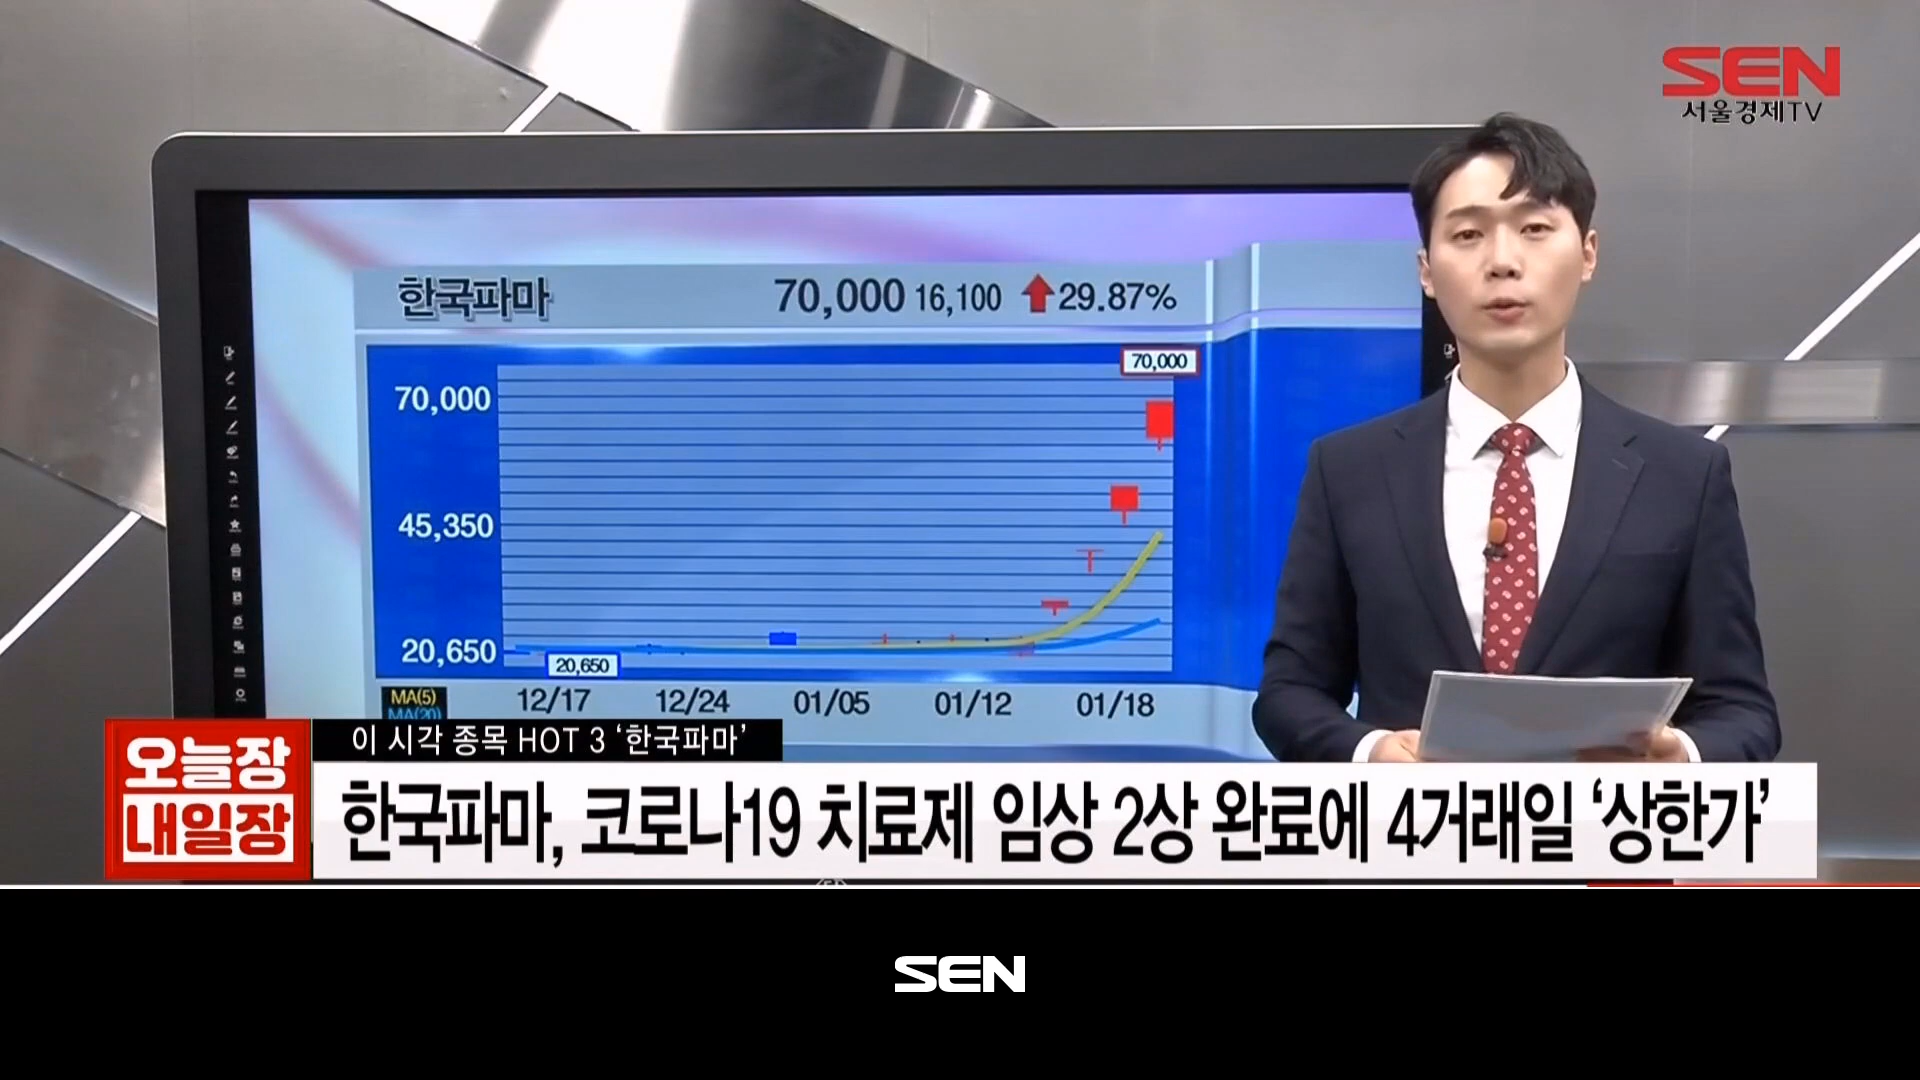 SEN
서울경제TV
한국파마 70,000 16,100 29.87%
70,000
70,000
45,350
20,650
20,650
MA(5)
MA(20)
12/17 12/24 01/05 01/12 01/18
오늘장
내일장
이 시각 종목 HOT 3 ‘한국파마’
한국파마, 코로나19 치료제 임상 2상 완료에 4거래일 ‘상한가’
SEN